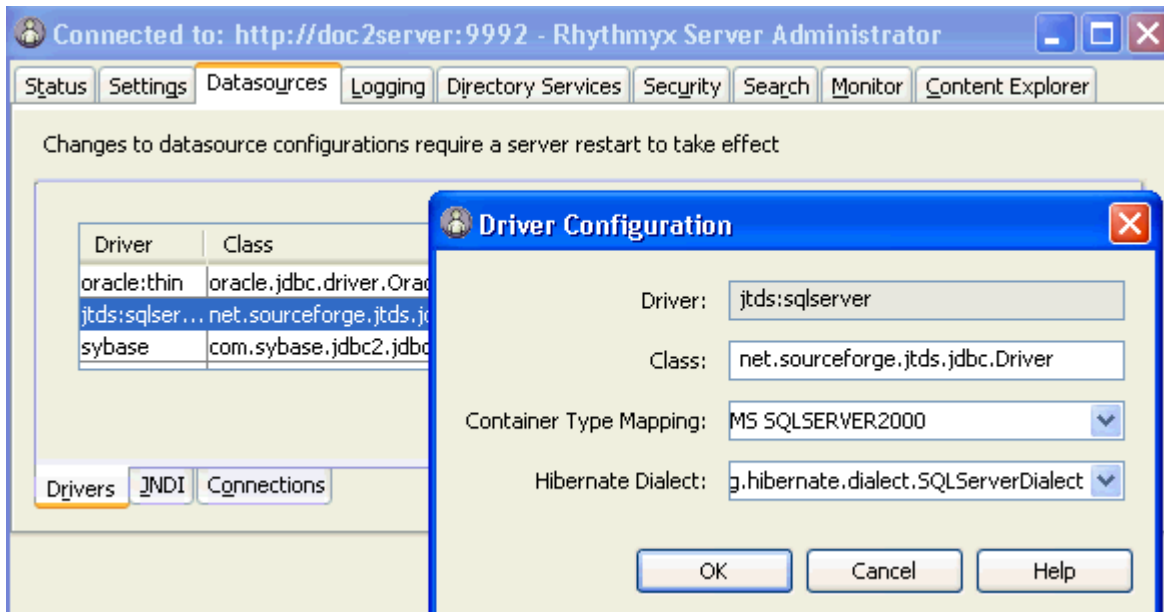 Connected to: http://doc2server:9992 - Rhythmyx Server Administrator
Status Settings Datasources Logging Directory Services Security Search Monitor Content Explorer
Changes to datasource configurations require a server restart to take effect
Driver Class
oracle:thin oracle.jdbc.driver.Orac
jtds:sqlser... net.sourceforge.jtds.jd
sybase com.sybase.jdbc2.jdbc
Drivers JNDI Connections
Driver Configuration
Driver: jtds:sqlserver
Class: net.sourceforge.jtds.jdbc.Driver
Container Type Mapping: MS SQLSERVER2000
Hibernate Dialect: g.hibernate.dialect.SQLServerDialect
OK Cancel Help